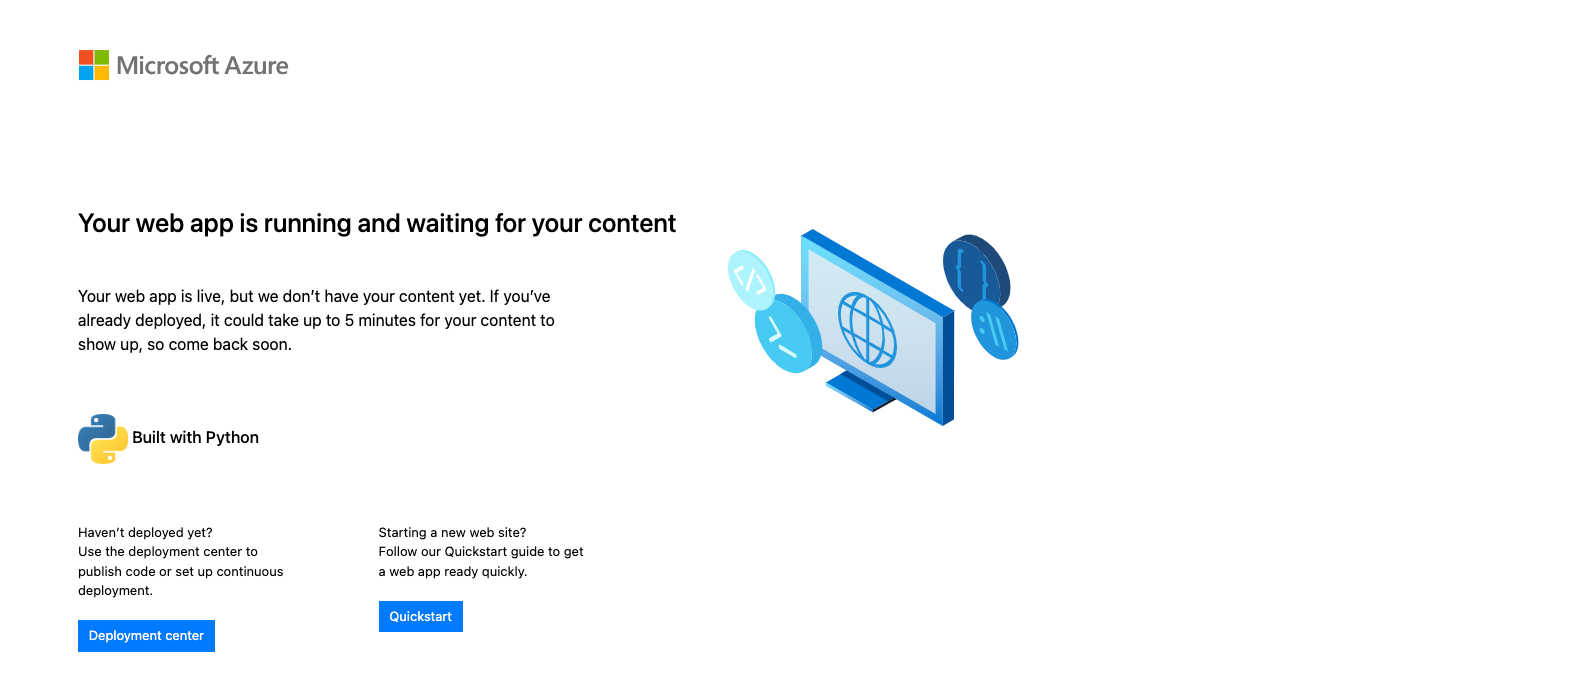 Microsoft Azure
Your web app is running and waiting for your content
Your web app is live, but we don’t have your content yet. If you’ve
already deployed, it could take up to 5 minutes for your content to
show up, so come back soon.
Built with Python
Haven’t deployed yet?
Use the deployment center to
publish code or set up continuous
deployment.
Deployment center
Starting a new web site?
Follow our Quickstart guide to get
a web app ready quickly.
Quickstart